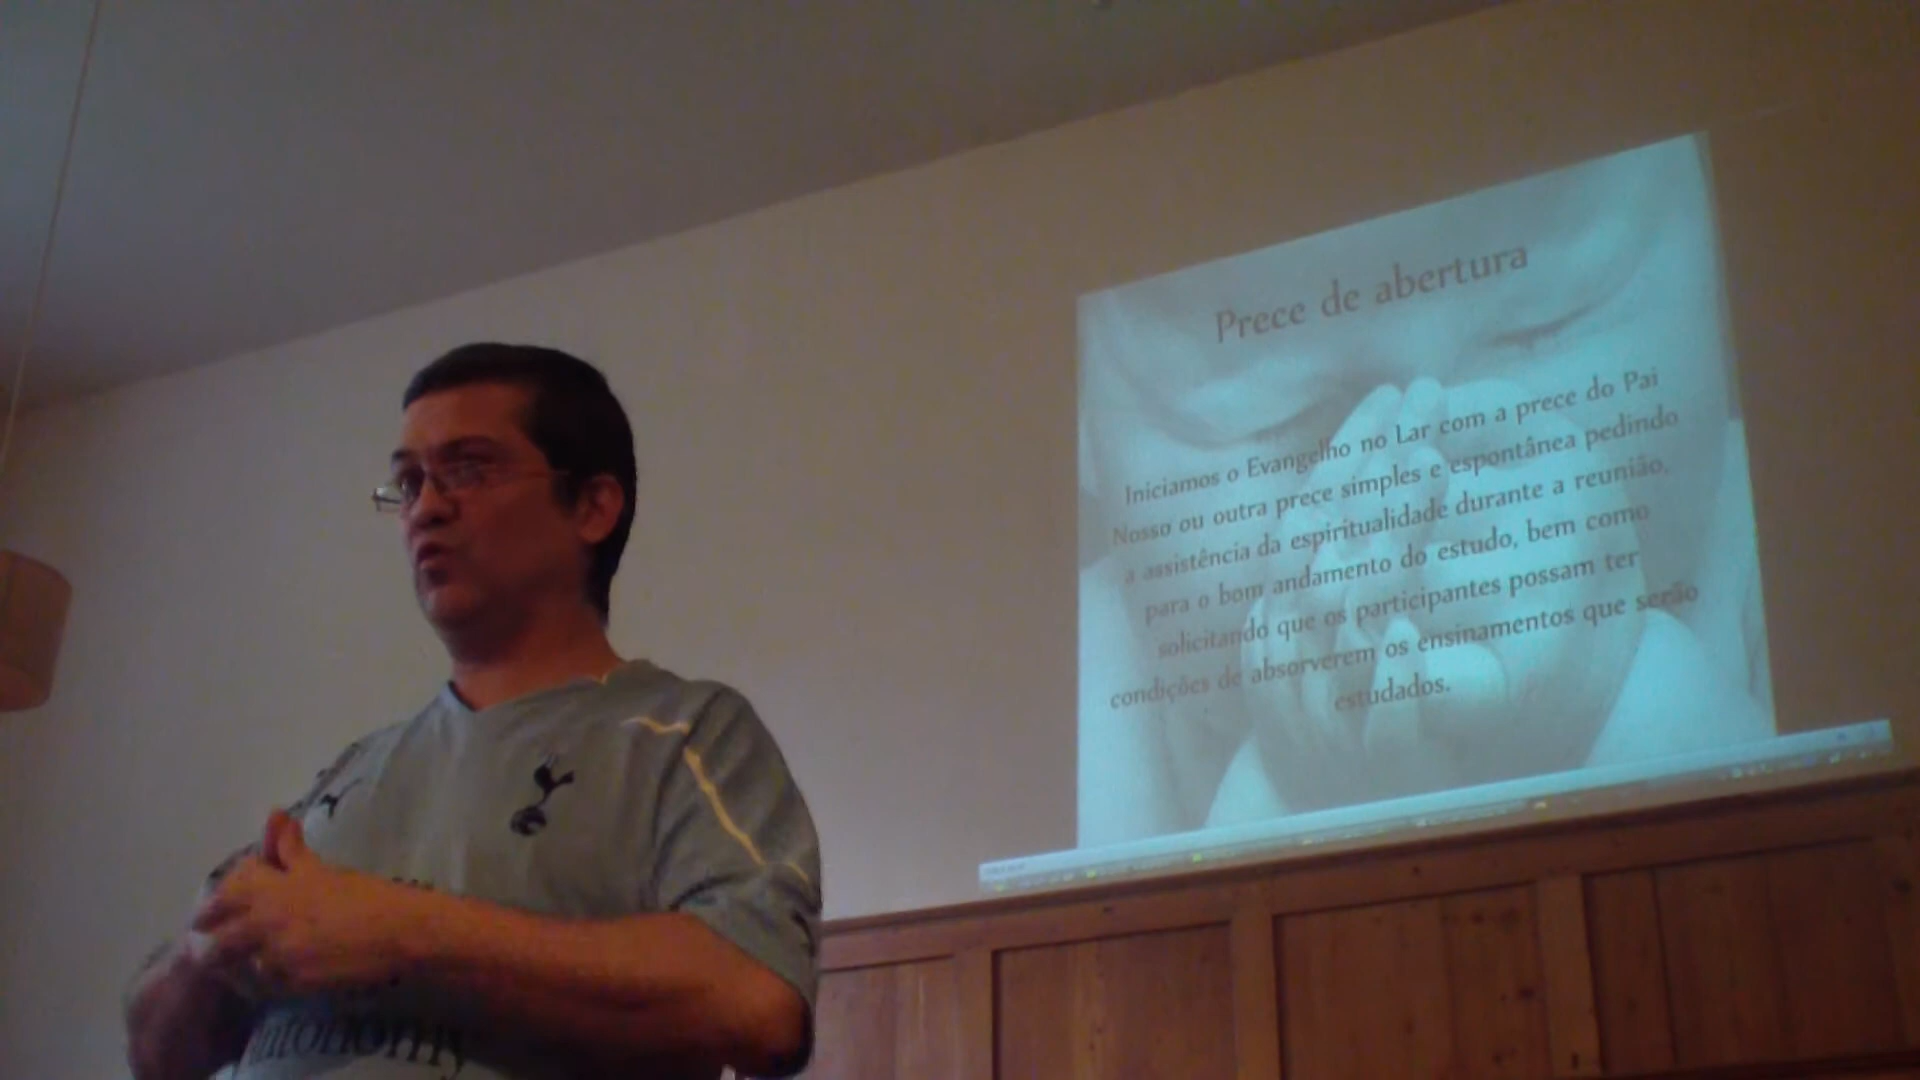 Prece de abertura
Iniciamos o Evangelho no Lar com a prece do Pai
Nosso ou outra prece simples e espontânea pedindo
a assistência da espiritualidade durante a reunião,
para o bom andamento do estudo, bem como
solicitando que os participantes possam ter
condições de absorverem os ensinamentos que serão
estudados.
utonomy